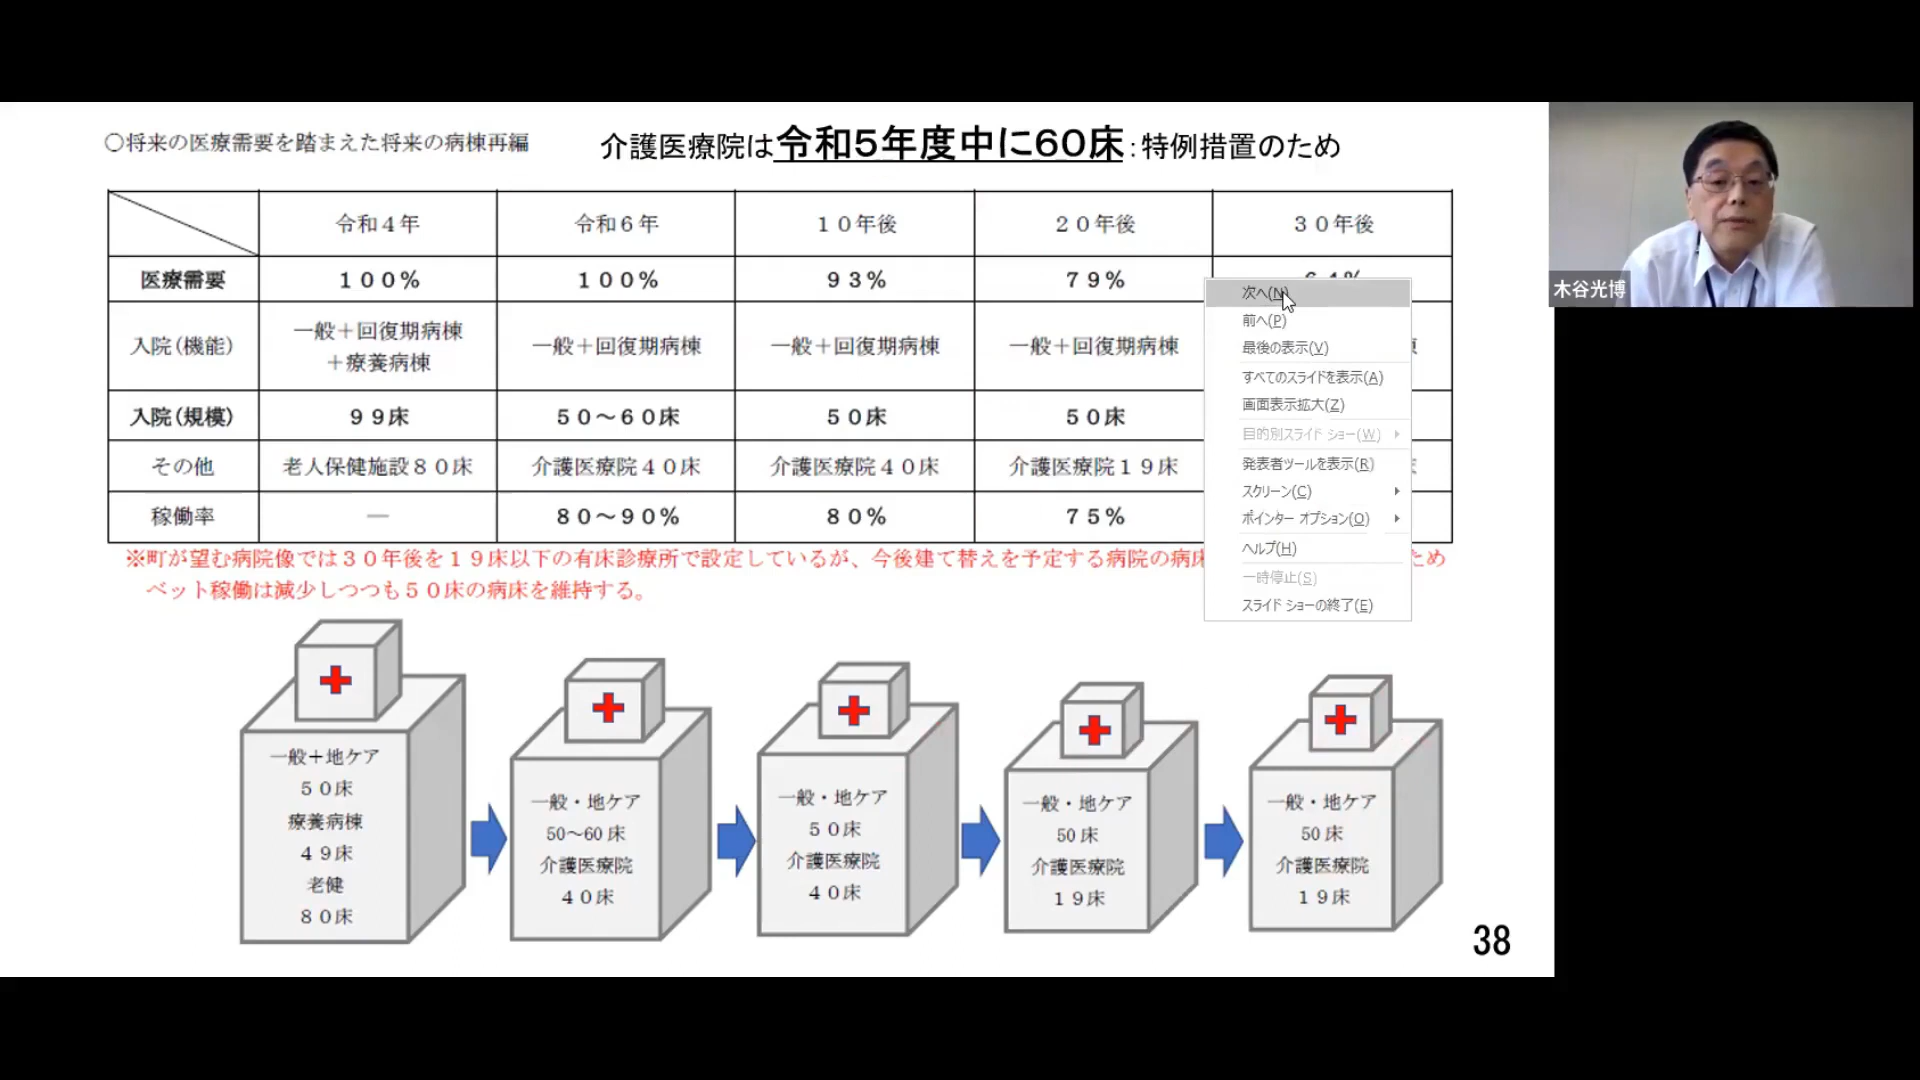 ○将来の医療需要を踏まえた将来の病棟再編
介護医療院は令和5年度中に60床：特例措置のため
令和４年 令和６年 １０年後 ２０年後 ３０年後
医療需要 １００％ １００％ ９３％ ７９％
入院（機能） 一般＋回復期病棟＋療養病棟 一般＋回復期病棟 一般＋回復期病棟 一般＋回復期病棟
入院（規模） ９９床 ５０～６０床 ５０床 ５０床
その他 老人保健施設８０床 介護医療院４０床 介護医療院４０床 介護医療院１９床
稼働率 ― ８０～９０％ ８０％ ７５％
※町が望む病院像では３０年後を１９床以下の有床診療所で設定しているが、今後建て替えを予定する病院の病床 ため
ベット稼働は減少しつつも５０床の病床を維持する。
次へ(N)
前へ(P)
最後の表示(V)
すべてのスライドを表示(A)
画面表示拡大(Z)
目的別スライド ショー(W)
発表者ツールを表示(R)
スクリーン(C)
ポインター オプション(O)
ヘルプ(H)
一時停止(S)
スライド ショーの終了(E)
一般＋地ケア
５０床
療養病棟
４９床
老健
８０床
一般・地ケア
50～60床
介護医療院
４０床
一般・地ケア
５０床
介護医療院
４０床
一般・地ケア
50床
介護医療院
１９床
一般・地ケア
50床
介護医療院
１９床
38
木谷光博